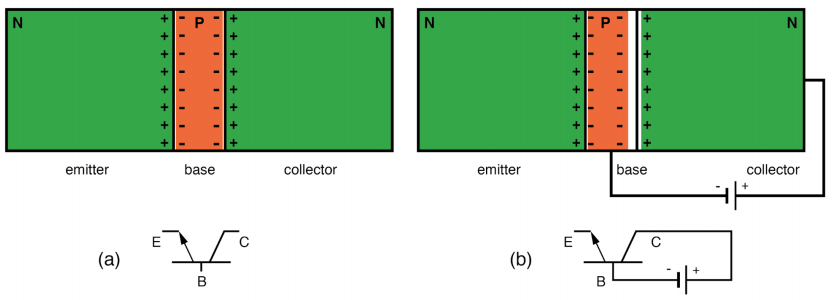 N P N
emitter base collector
E C
B
(a)
N P N
emitter base collector
- +
E C
B - +
(b)